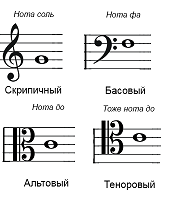 Нота соль
Нота фа
Скрипичный
Басовый
Нота до
Тоже нота до
Альтовый
Теноровый